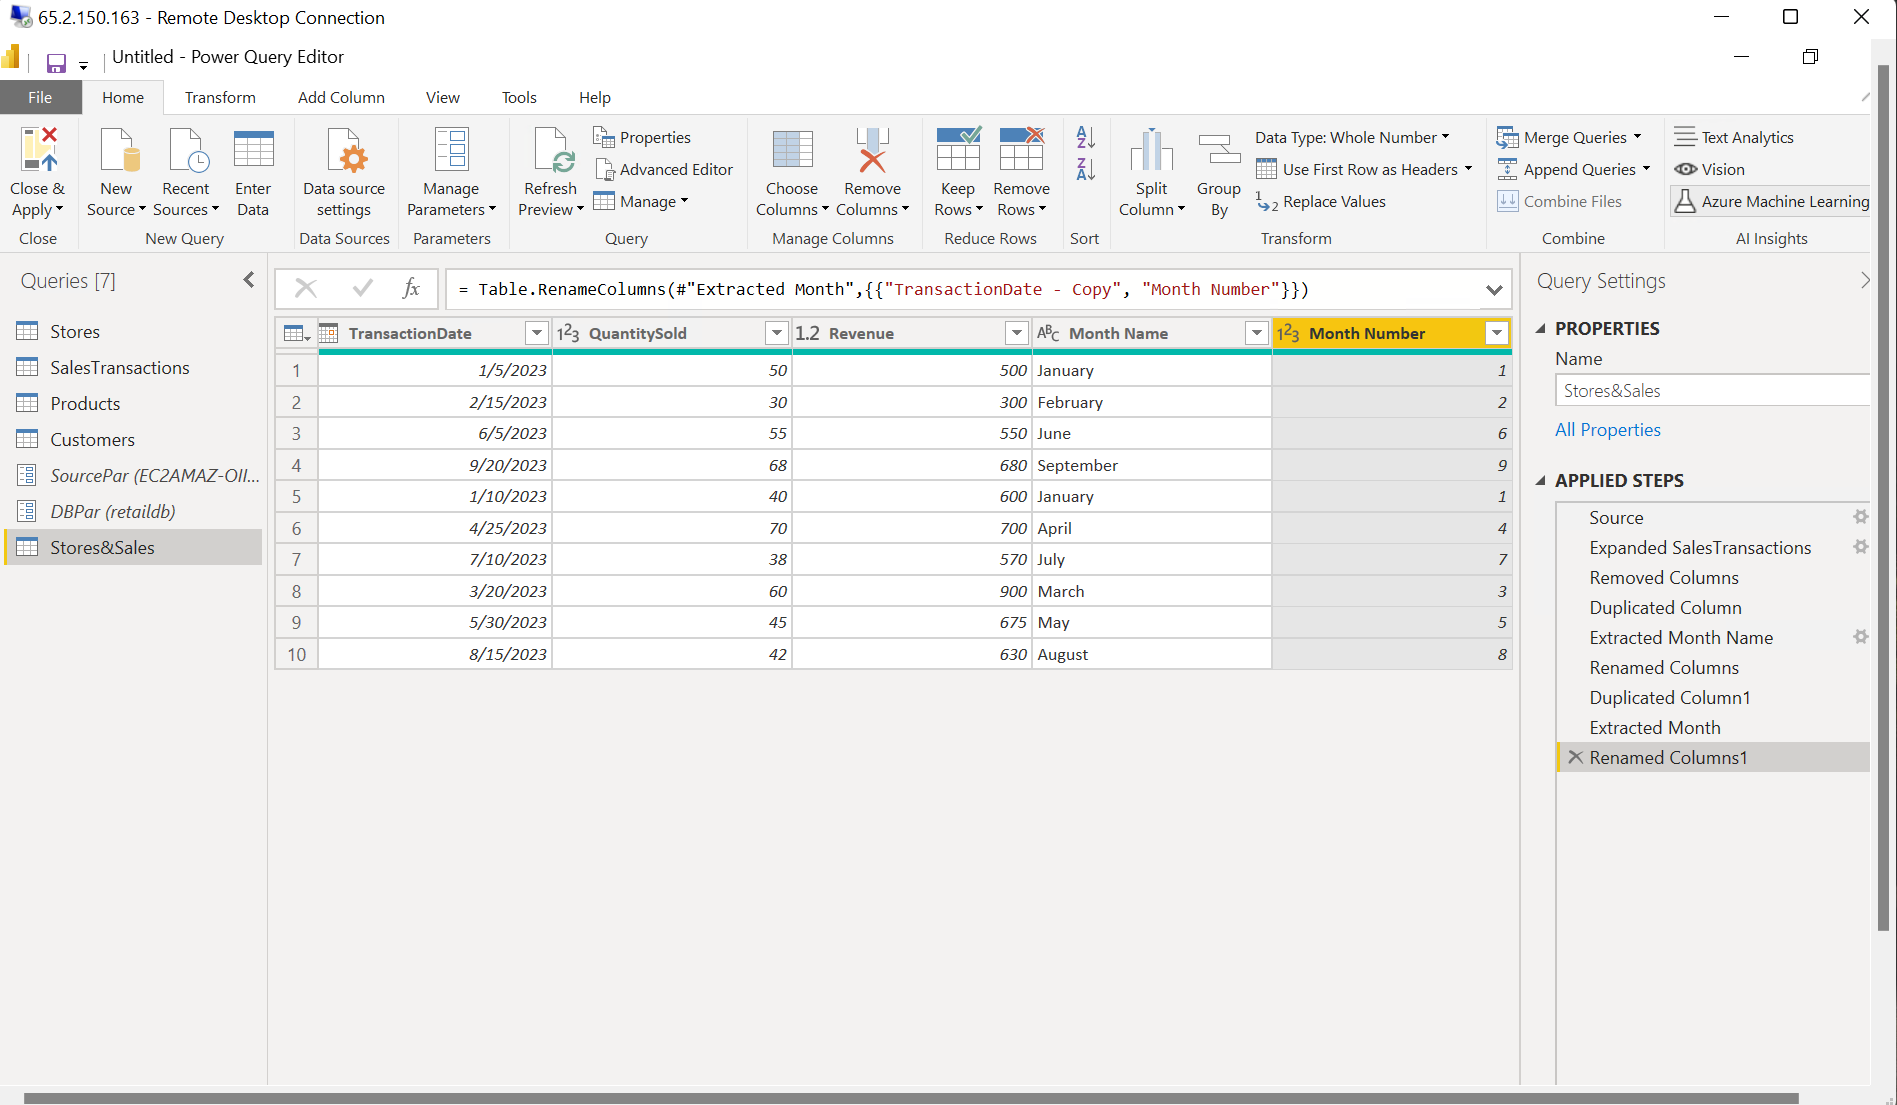 65.2.150.163 - Remote Desktop Connection
Untitled - Power Query Editor
File Home Transform Add Column View Tools Help
Close & Apply
New Source
Recent Sources
Enter Data
Data source settings
Manage Parameters
Refresh Preview
Properties
Advanced Editor
Manage
Choose Columns
Remove Columns
Keep Rows
Remove Rows
Split Column
Group By
Data Type: Whole Number
Use First Row as Headers
Replace Values
Merge Queries
Append Queries
Combine Files
Text Analytics
Vision
Azure Machine Learning
Close New Query Data Sources Parameters Query Manage Columns Reduce Rows Sort Transform Combine AI Insights
Queries [7]
Stores
SalesTransactions
Products
Customers
SourcePar (EC2AMAZ-OII...
DBPar (retaildb)
Stores&Sales
fx = Table.RenameColumns(#"Extracted Month",{{"TransactionDate - Copy", "Month Number"}})
TransactionDate 123 QuantitySold 1.2 Revenue ABC Month Name 123 Month Number
1 1/5/2023 50 500 January 1
2 2/15/2023 30 300 February 2
3 6/5/2023 55 550 June 6
4 9/20/2023 68 680 September 9
5 1/10/2023 40 600 January 1
6 4/25/2023 70 700 April 4
7 7/10/2023 38 570 July 7
8 3/20/2023 60 900 March 3
9 5/30/2023 45 675 May 5
10 8/15/2023 42 630 August 8
Query Settings
PROPERTIES
Name
Stores&Sales
All Properties
APPLIED STEPS
Source
Expanded SalesTransactions
Removed Columns
Duplicated Column
Extracted Month Name
Renamed Columns
Duplicated Column1
Extracted Month
Renamed Columns1